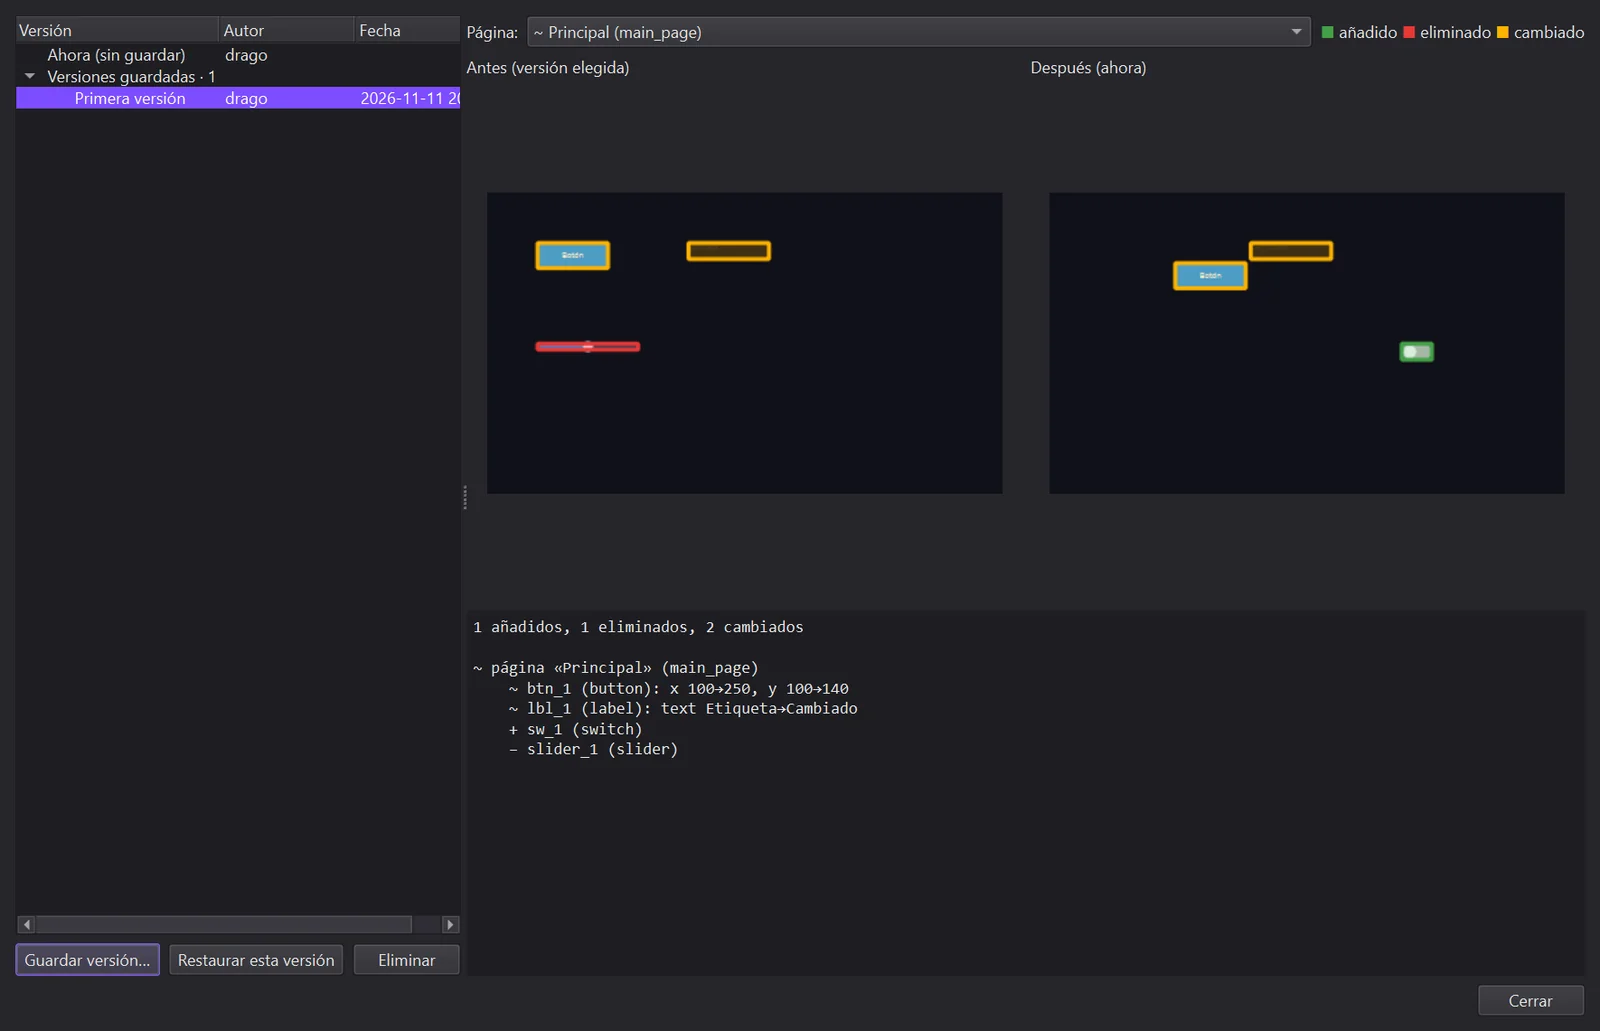 Versión Autor Fecha
Ahora (sin guardar) drago
Versiones guardadas · 1
Primera versión drago 2026-11-11
Guardar versión... Restaurar esta versión Eliminar
Página: ~ Principal (main_page) añadido eliminado cambiado
Antes (versión elegida) Después (ahora)
Botón
Botón
1 añadidos, 1 eliminados, 2 cambiados
~ página «Principal» (main_page)
~ btn_1 (button): x 100→250, y 100→140
~ lbl_1 (label): text Etiqueta→Cambiado
+ sw_1 (switch)
− slider_1 (slider)
Cerrar